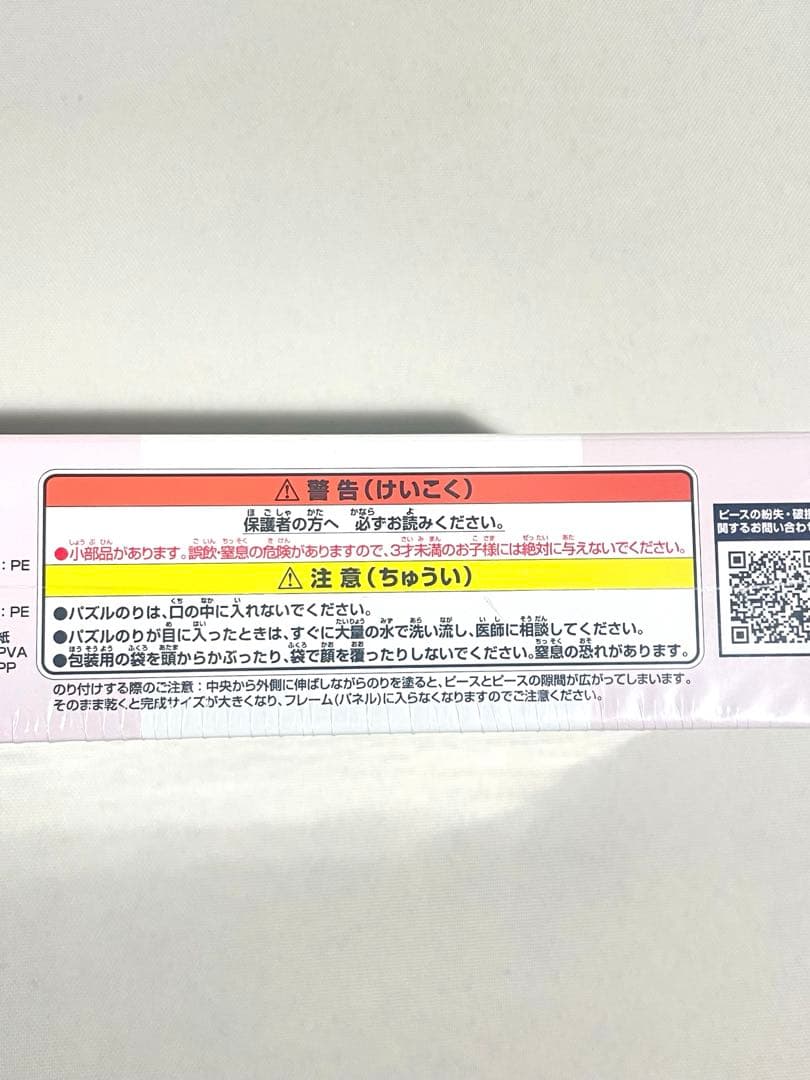 : PE
: PE
紙
PVA
PP
⚠ 警告(けいこく)
保護者の方へ 必ずお読みください。
●小部品があります。誤飲・窒息の危険がありますので、3才未満のお子様には絶対に与えないでください。
⚠ 注意(ちゅうい)
●パズルのりは、口の中に入れないでください。
●パズルのりが目に入ったときは、すぐに大量の水で洗い流し、医師に相談してください。
●包装用の袋を頭からかぶったり、袋で顔を覆ったりしないでください。窒息の恐れがあります。
のり付けする際のご注意：中央から外側に伸ばしながらのりを塗ると、ピースとピースの隙間が広がってしまいます。
そのまま乾くと完成サイズが大きくなり、フレーム(パネル)に入らなくなりますのでご注意ください。
ピースの紛失・破損
関するお問い合わ